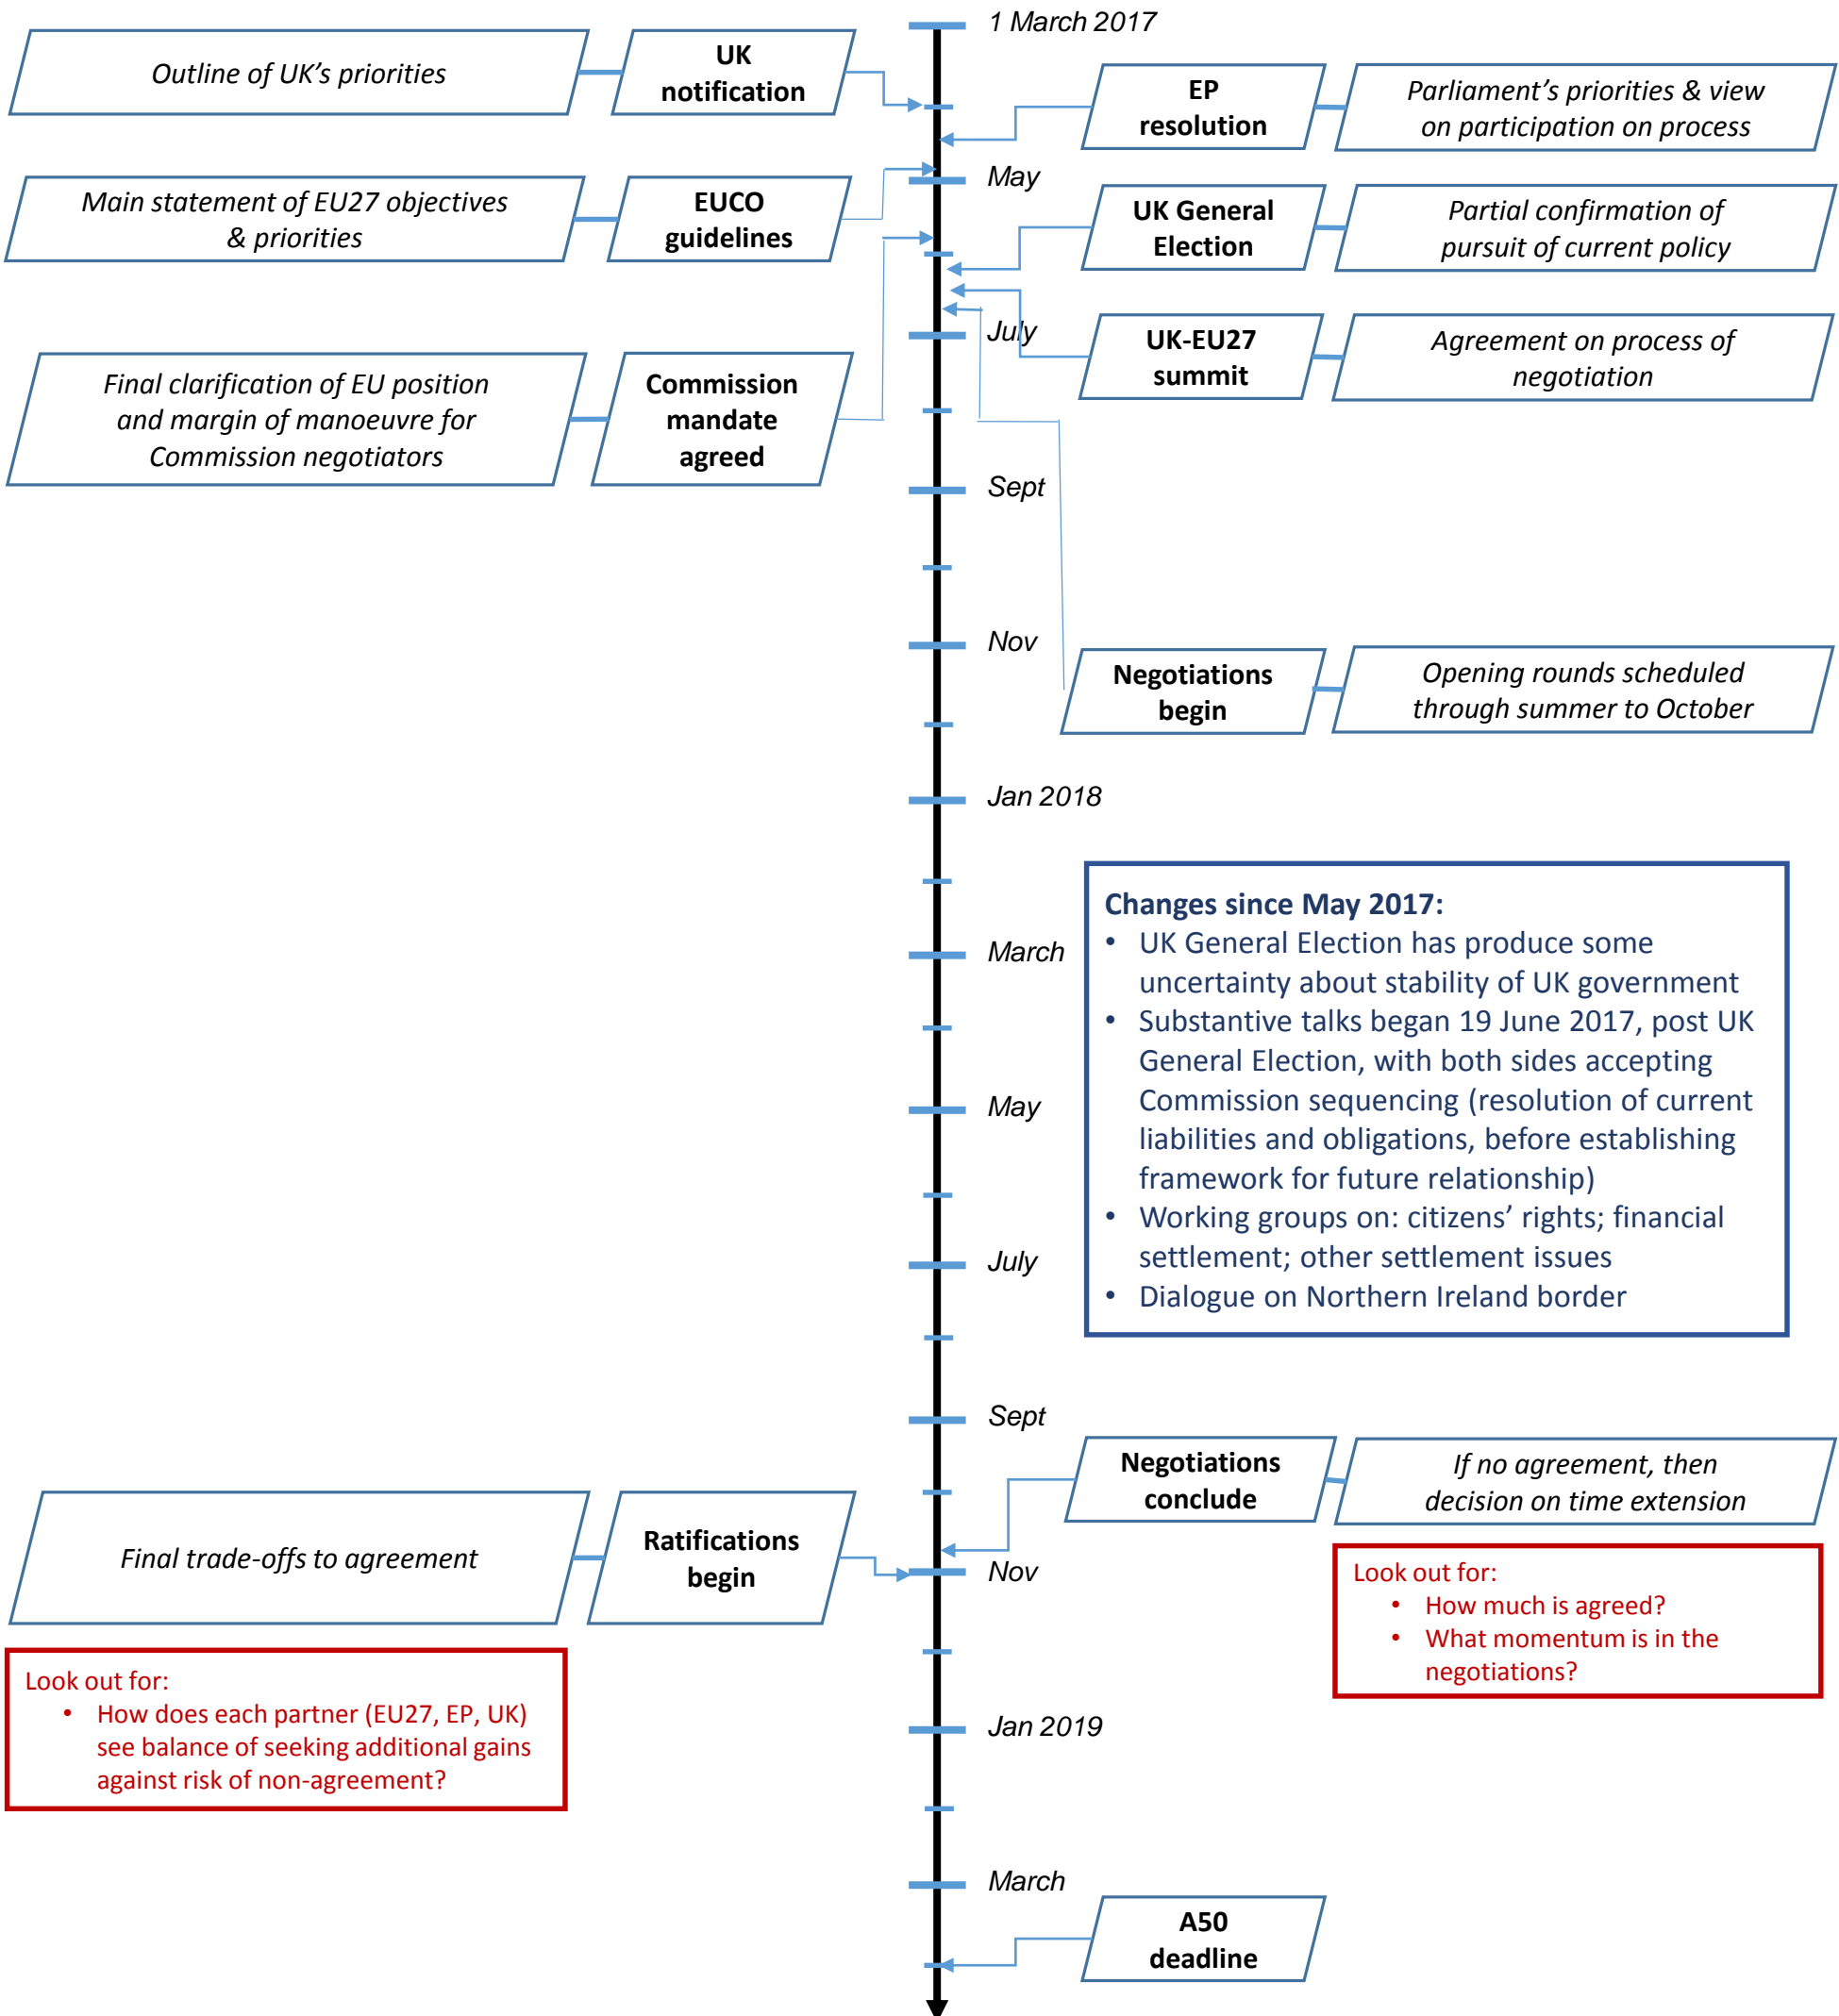 1 March 2017
Outline of UK's priorities
UK
notification
EP
resolution
Parliament's priorities & view
on participation on process
May
Main statement of EU27 objectives
& priorities
EUCO
guidelines
UK General
Election
Partial confirmation of
pursuit of current policy
July
UK-EU27
summit
Agreement on process of
negotiation
Final clarification of EU position
and margin of manoeuvre for
Commission negotiators
Commission
mandate
agreed
Sept
Nov
Negotiations
begin
Opening rounds scheduled
through summer to October
Jan 2018
Changes since May 2017:
• UK General Election has produce some
uncertainty about stability of UK government
• Substantive talks began 19 June 2017, post UK
General Election, with both sides accepting
Commission sequencing (resolution of current
liabilities and obligations, before establishing
framework for future relationship)
• Working groups on: citizens' rights; financial
settlement; other settlement issues
• Dialogue on Northern Ireland border
March
May
July
Sept
Negotiations
conclude
If no agreement, then
decision on time extension
Final trade-offs to agreement
Ratifications
begin
Nov
Look out for:
• How much is agreed?
• What momentum is in the
negotiations?
Look out for:
• How does each partner (EU27, EP, UK)
see balance of seeking additional gains
against risk of non-agreement?
Jan 2019
March
A50
deadline